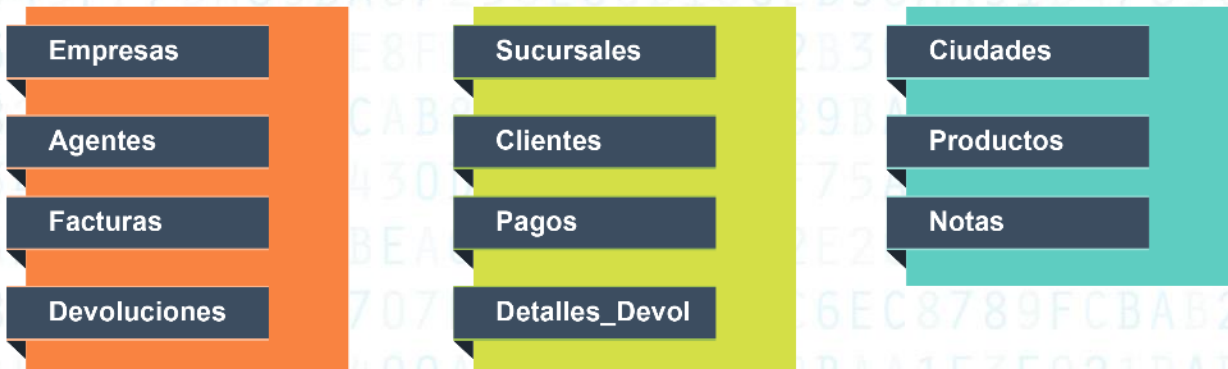 Empresas
Sucursales
Ciudades
Agentes
Clientes
Productos
Facturas
Pagos
Notas
Devoluciones
Detalles_Devol